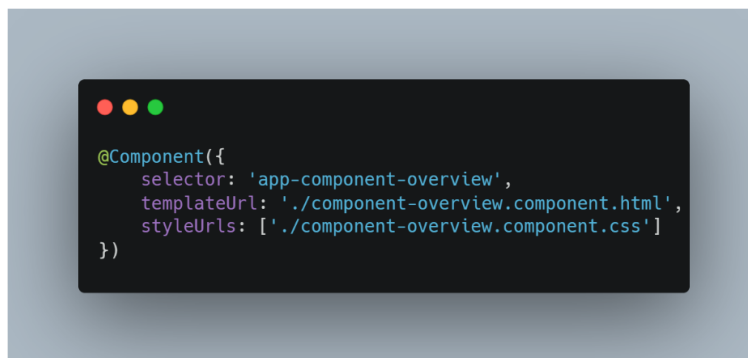 @Component({
    selector: 'app-component-overview',
    templateUrl: './component-overview.component.html',
    styleUrls: ['./component-overview.component.css']
})